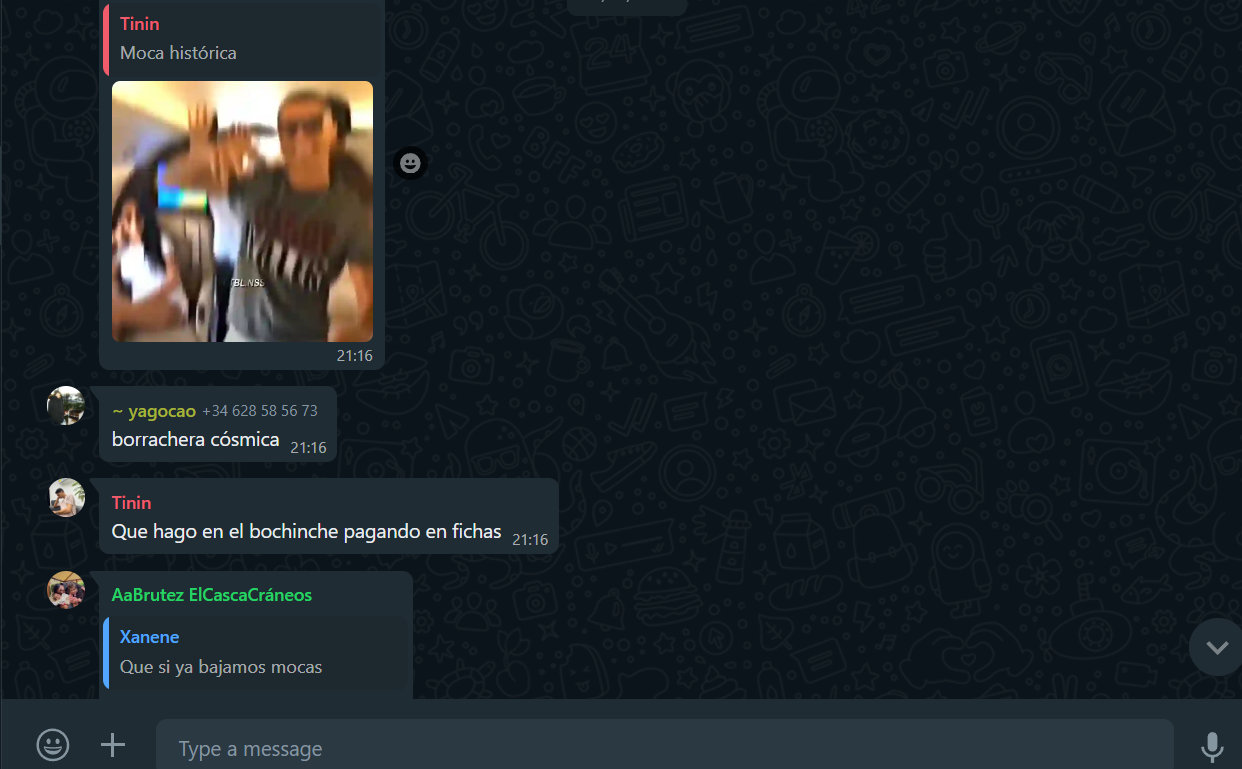 Tinin
Moca histórica
21:16
~ yagocao +34 628 58 56 73
borrachera cósmica 21:16
Tinin
Que hago en el bochinche pagando en fichas 21:16
AaBrutez ElCascaCráneos
Xanene
Que si ya bajamos mocas
Type a message